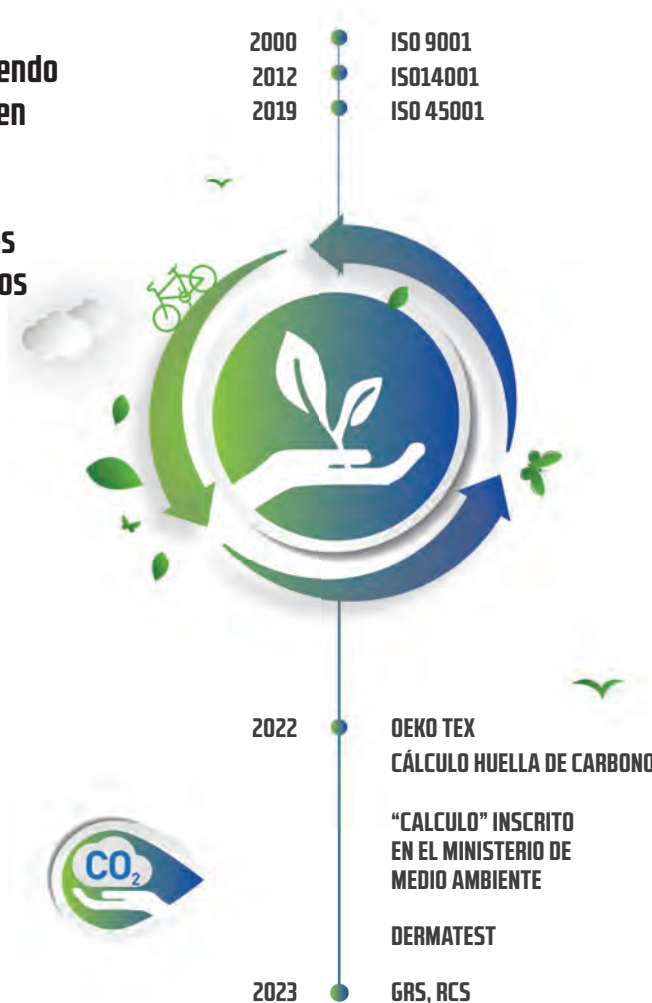 endo
en
s
os
2000 ISO 9001
2012 ISO14001
2019 ISO 45001
2022 OEKO TEX
CÁLCULO HUELLA DE CARBONO
“CALCULO” INSCRITO
EN EL MINISTERIO DE
MEDIO AMBIENTE
CO2
DERMATEST
2023 GRS, RCS